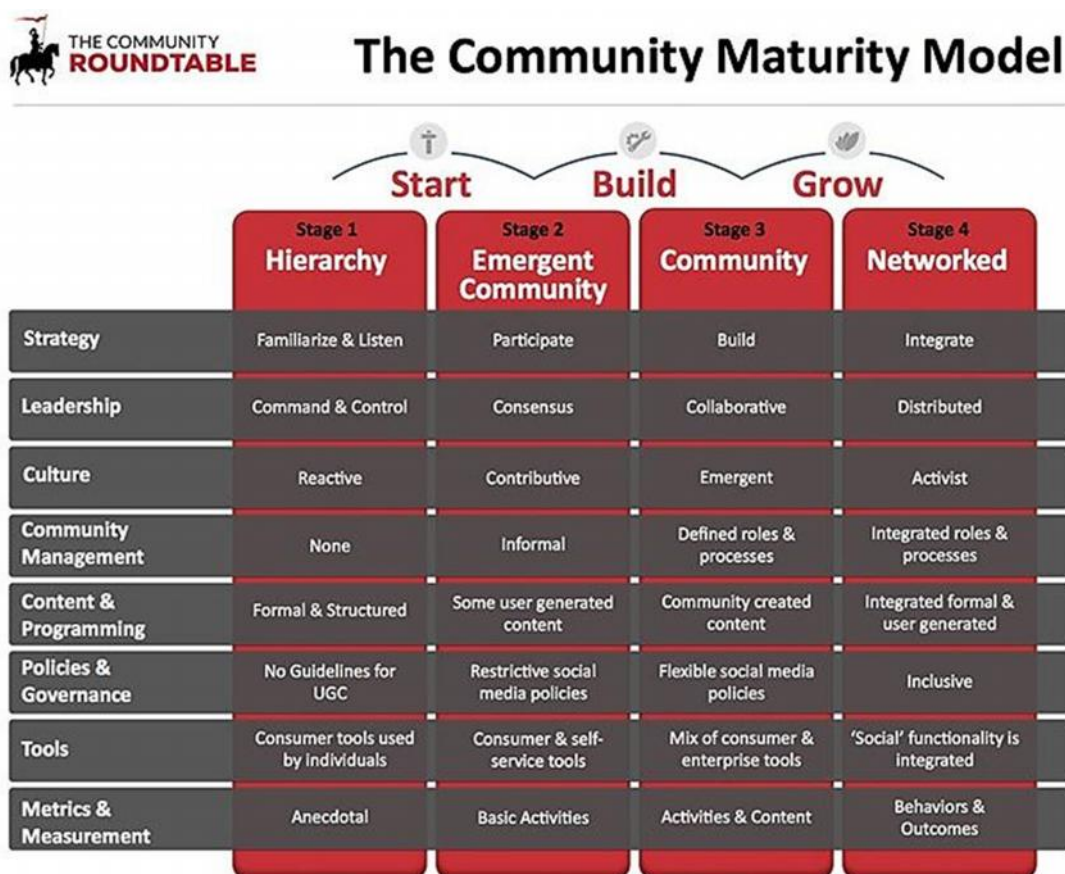 THE COMMUNITY
ROUNDTABLE
The Community Maturity Model
Start Build Grow
Stage 1 Stage 2 Stage 3 Stage 4
Hierarchy Emergent Community Networked
Community
Strategy Familiarize & Listen Participate Build Integrate
Leadership Command & Control Consensus Collaborative Distributed
Culture Reactive Contributive Emergent Activist
Community Defined roles & Integrated roles &
Management None Informal processes processes
Content & Some user generated Community created Integrated formal &
Programming Formal & Structured content content user generated
Policies & No Guidelines for Restrictive social Flexible social media
Governance UGC media policies policies Inclusive
Tools Consumer tools used Consumer & self- Mix of consumer & 'Social' functionality is
by individuals service tools enterprise tools integrated
Metrics & Behaviors &
Measurement Anecdotal Basic Activities Activities & Content Outcomes